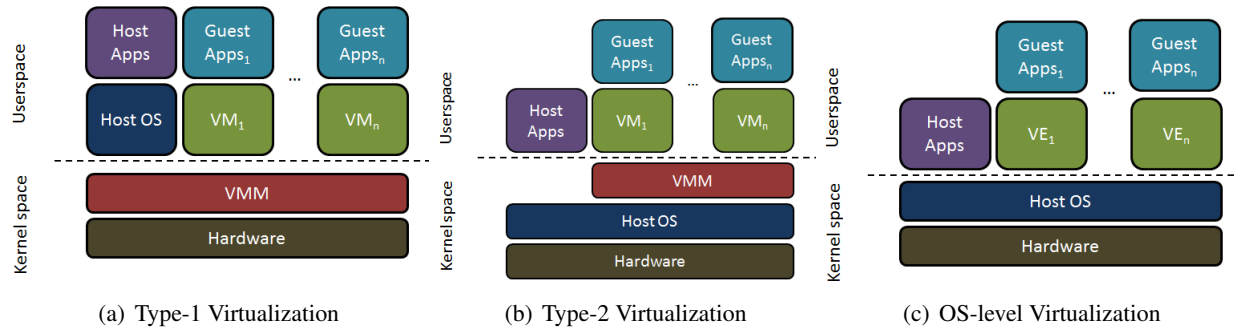 Userspace
Kernel space
Host
Apps
Guest
Apps1
...
Guest
Appsn
Host OS
VM1
VMn
VMM
Hardware
(a) Type-1 Virtualization
Userspace
Kernel space
Guest
Apps1
...
Guest
Appsn
Host
Apps
VM1
VMn
VMM
Host OS
Hardware
(b) Type-2 Virtualization
Userspace
Kernel space
Guest
Apps1
...
Guest
Appsn
Host
Apps
VE1
VEn
Host OS
Hardware
(c) OS-level Virtualization